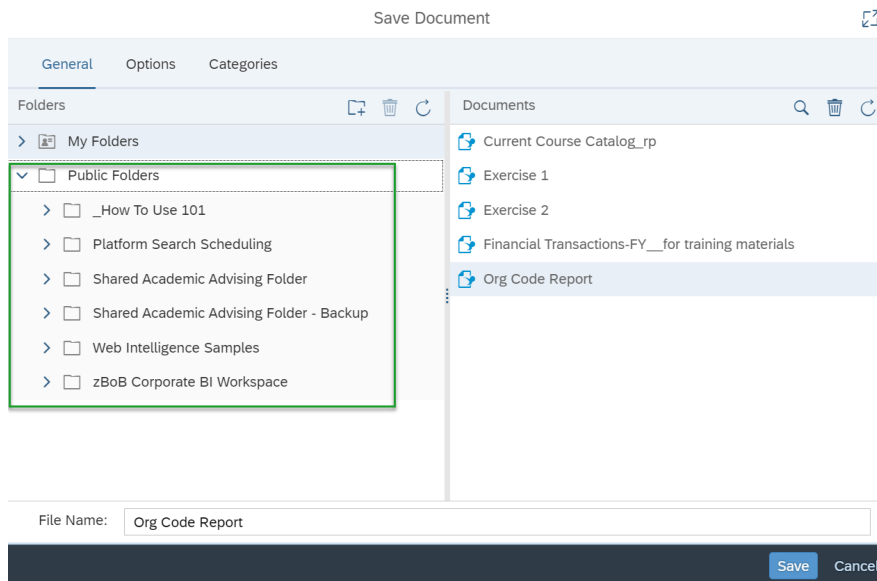 Save Document
General Options Categories
Folders
My Folders
Public Folders
_How To Use 101
Platform Search Scheduling
Shared Academic Advising Folder
Shared Academic Advising Folder - Backup
Web Intelligence Samples
zBoB Corporate BI Workspace
Documents
Current Course Catalog_rp
Exercise 1
Exercise 2
Financial Transactions-FY__for training materials
Org Code Report
File Name: Org Code Report
Save Cancel